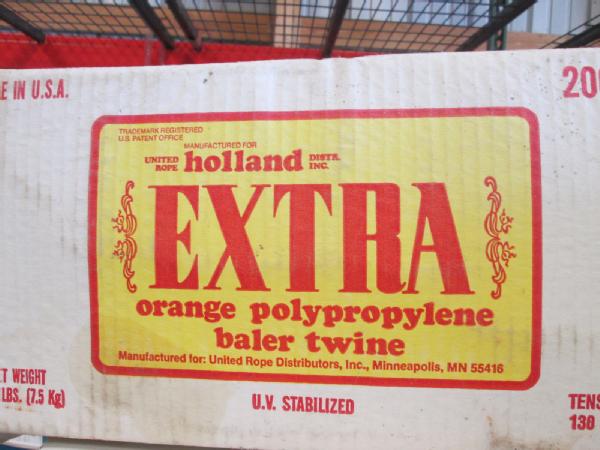 E IN U.S.A.
200
TRADEMARK REGISTERED
U.S. PATENT OFFICE
MANUFACTURED FOR
UNITED ROPE holland DISTR. INC.
EXTRA
orange polypropylene
baler twine
Manufactured for: United Rope Distributors, Inc., Minneapolis, MN 55416
T WEIGHT
LBS. (7.5 Kg)
U.V. STABILIZED
TENS
130